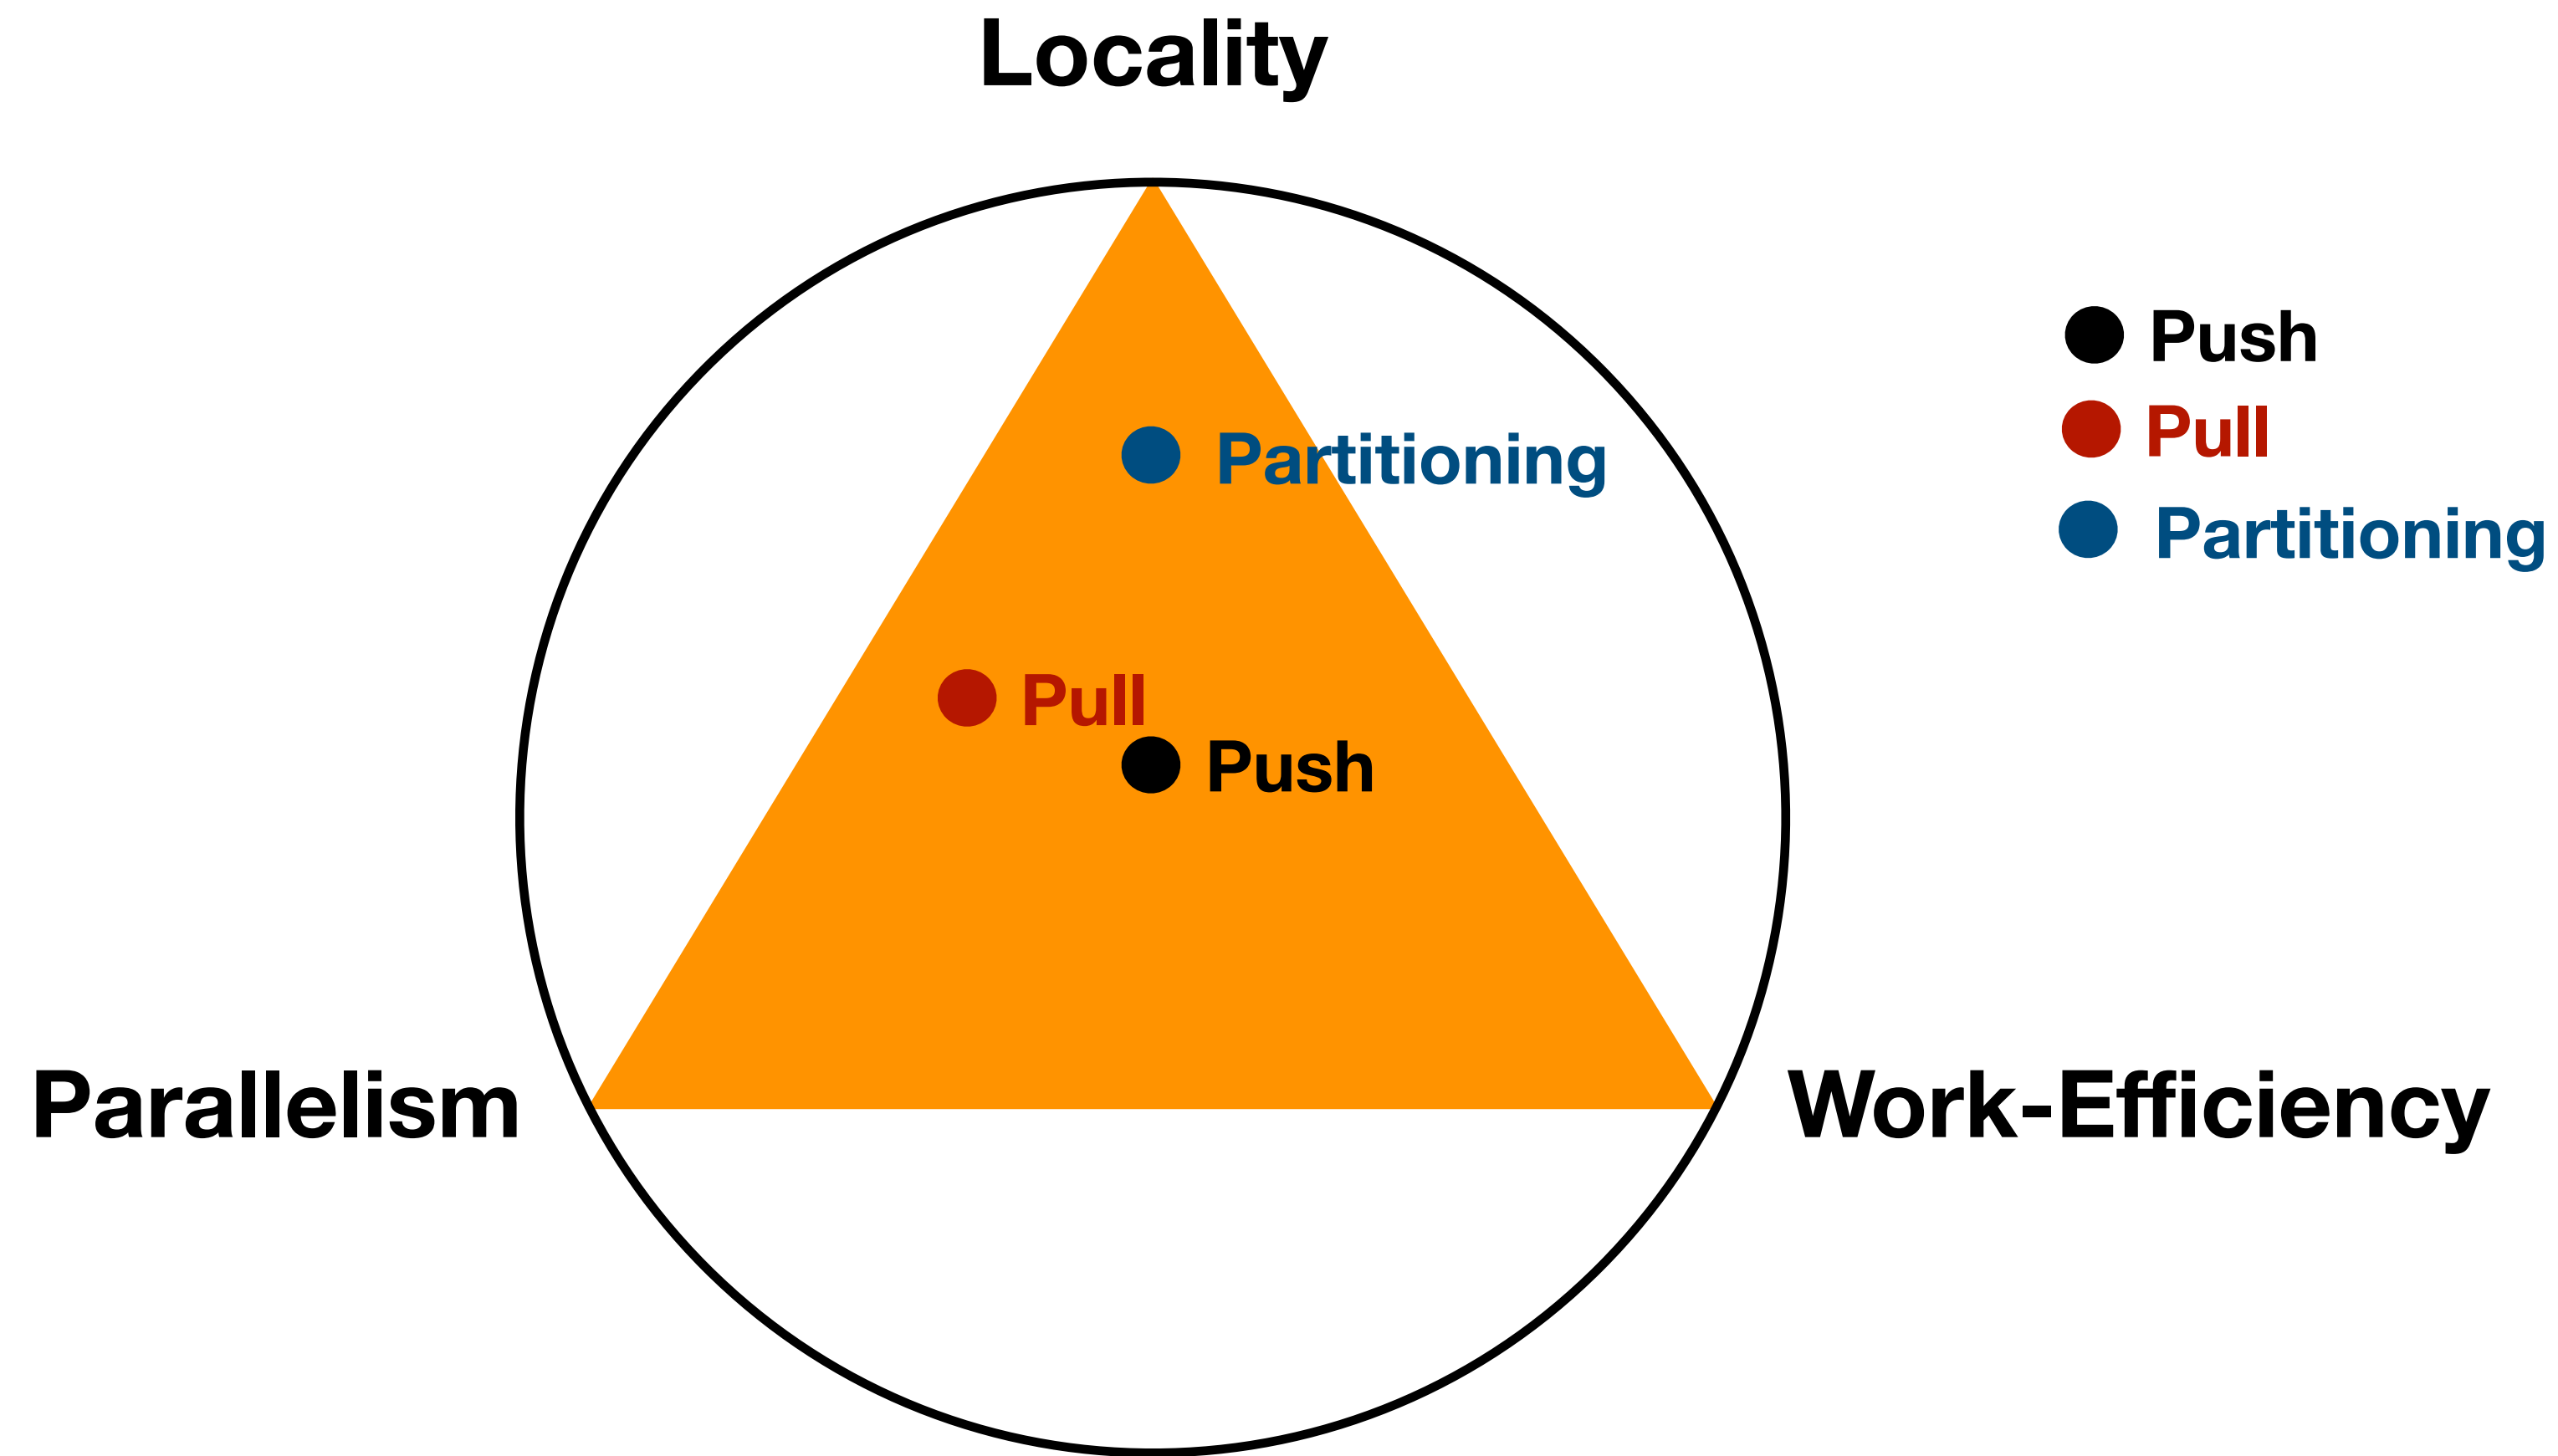 Locality
Push
Pull
Partitioning
Partitioning
Pull
Push
Parallelism
Work-Efficiency